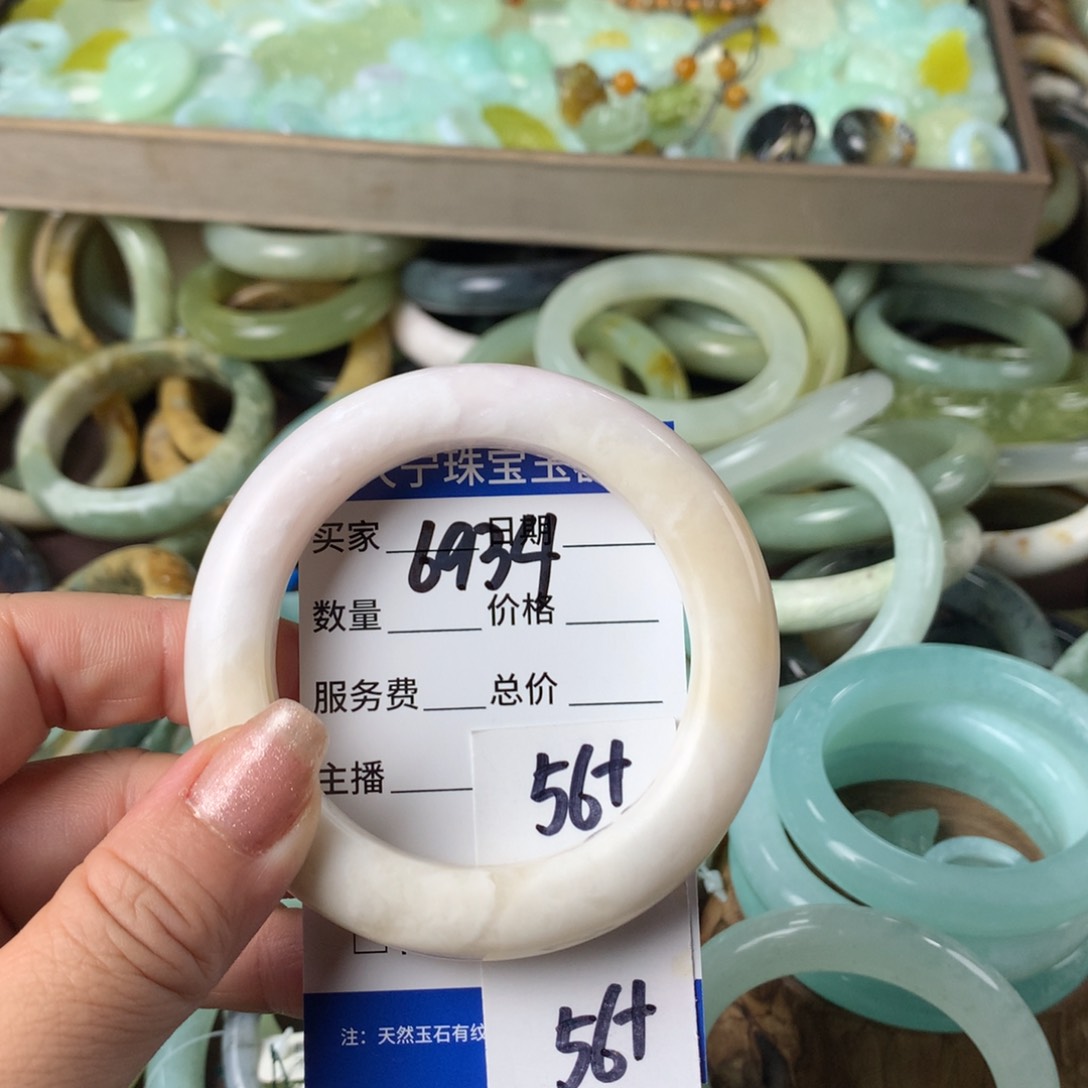 宁珠宝玉
买家 6934 日期
数量 价格
服务费 总价
主播
56+
56+
注：天然玉石有纹